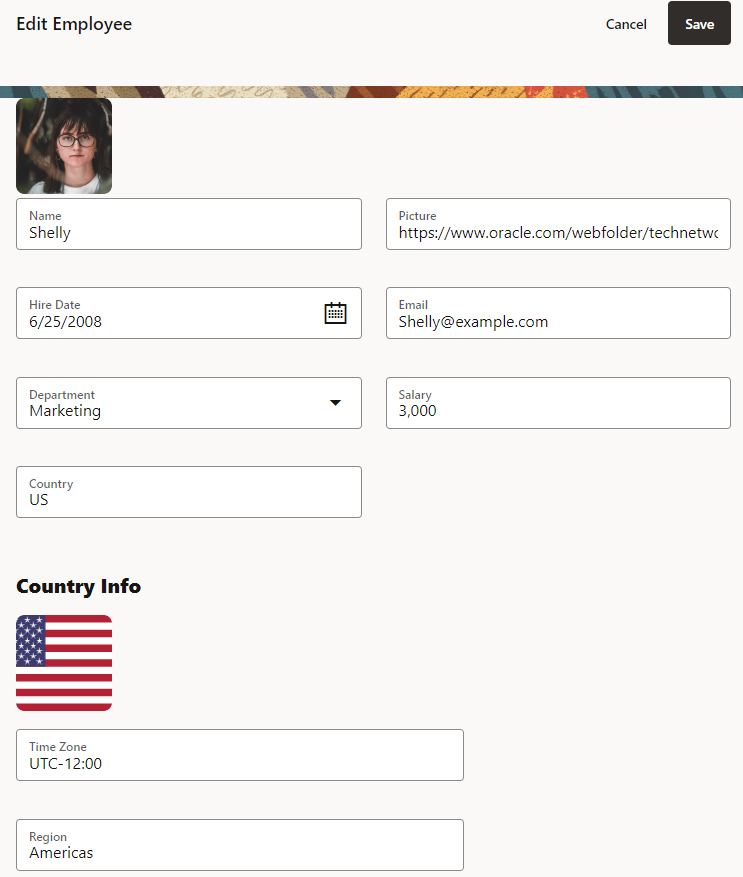 Edit Employee
Cancel
Save
Name
Shelly
Picture
https://www.oracle.com/webfolder/technetwo
Hire Date
6/25/2008
Email
Shelly@example.com
Department
Marketing
Salary
3,000
Country
US
Country Info
Time Zone
UTC-12:00
Region
Americas